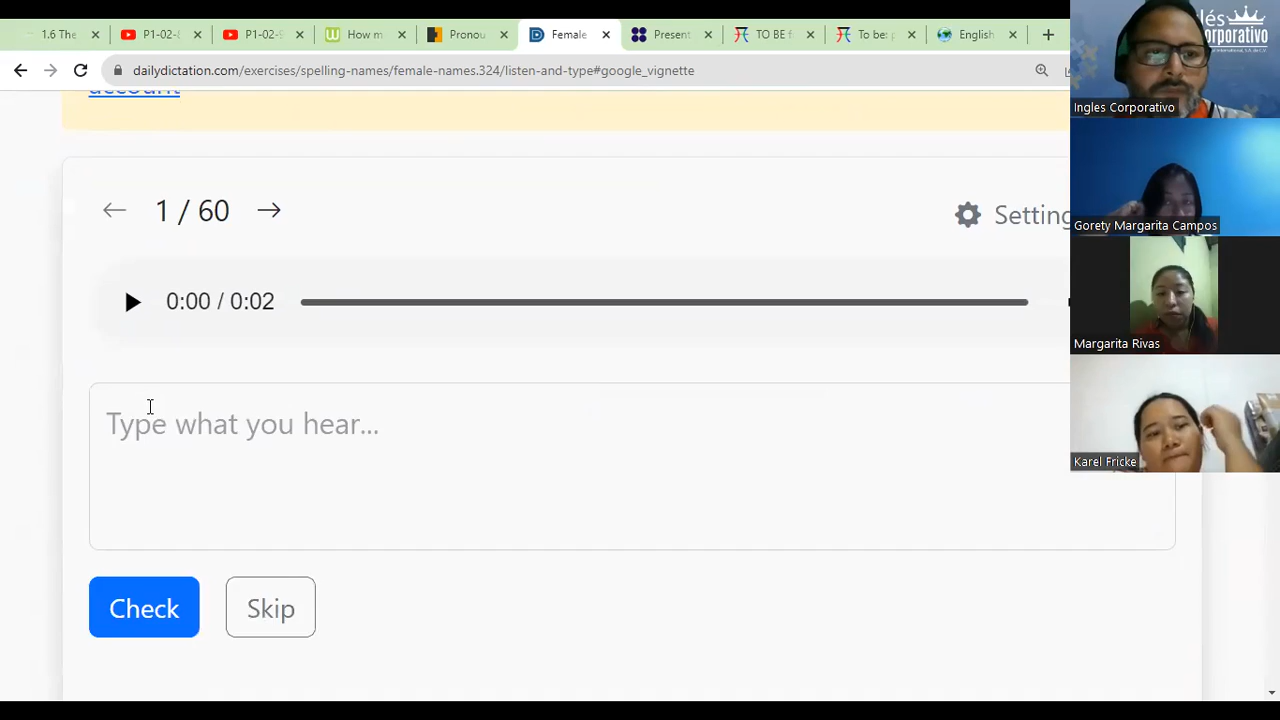 1.6 The
P1-02-
P1-02-9
How m
Pronou
Female
Present
TO BE f
To be: p
English
dailydictation.com/exercises/spelling-names/female-names.324/listen-and-type#google_vignette
account
1 / 60
Setting
0:00 / 0:02
Type what you hear...
Check
Skip
Ingles Corporativo
Gorety Margarita Campos
Margarita Rivas
Karel Fricke